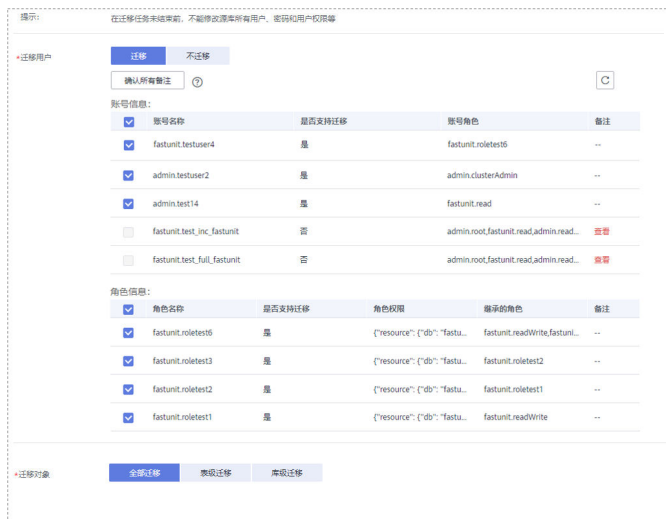 提示： 在迁移任务未结束前，不能修改源库所有用户、密码和用户权限等
*迁移用户 迁移 不迁移
确认所有备注 ?
账号信息：
账号名称 是否支持迁移 账号角色 备注
fastunit.testuser4 是 fastunit.roletest6 --
admin.testuser2 是 admin.clusterAdmin --
admin.test14 是 fastunit.read --
fastunit.test_inc_fastunit 否 admin.root,fastunit.read,admin.read... 查看
fastunit.test_full_fastunit 否 admin.root,fastunit.read,admin.read... 查看
角色信息：
角色名称 是否支持迁移 角色权限 继承的角色 备注
fastunit.roletest6 是 {"resource": {"db": "fastu... fastunit.readWrite,fastuni... --
fastunit.roletest3 是 {"resource": {"db": "fastu... fastunit.roletest2 --
fastunit.roletest2 是 {"resource": {"db": "fastu... fastunit.roletest1 --
fastunit.roletest1 是 {"resource": {"db": "fastu... fastunit.readWrite --
*迁移对象 全部迁移 表级迁移 库级迁移